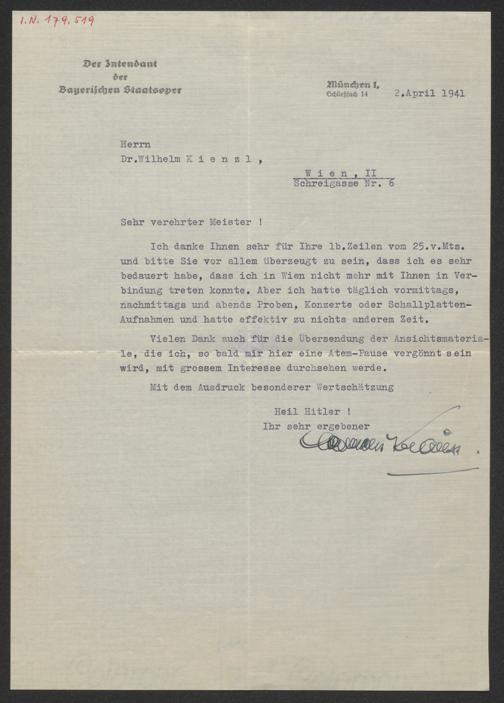 I.N. 179.519
Der Intendant
der
Bayerischen Staatsoper
München 1,
Schließfach 14
2.April 1941
Herrn
Dr.Wilhelm K i e n z l ,
W i e n , II
Schreigasse Nr. 6
Sehr verehrter Meister !
Ich danke Ihnen sehr für Ihre lb.Zeilen vom 25.v.Mts.
und bitte Sie vor allem überzeugt zu sein, dass ich es sehr
bedauert habe, dass ich in Wien nicht mehr mit Ihnen in Ver-
bindung treten konnte. Aber ich hatte täglich vormittags,
nachmittags und abends Proben, Konzerte oder Schallplatten-
Aufnahmen und hatte effektiv zu nichts anderem Zeit.
Vielen Dank auch für die Übersendung der Ansichtsmateria-
le, die ich, so bald mir hier eine Atem-Pause vergönnt sein
wird, mit grossem Interesse durchsehen werde.
Mit dem Ausdruck besonderer Wertschätzung
Heil Hitler !
Ihr sehr ergebener